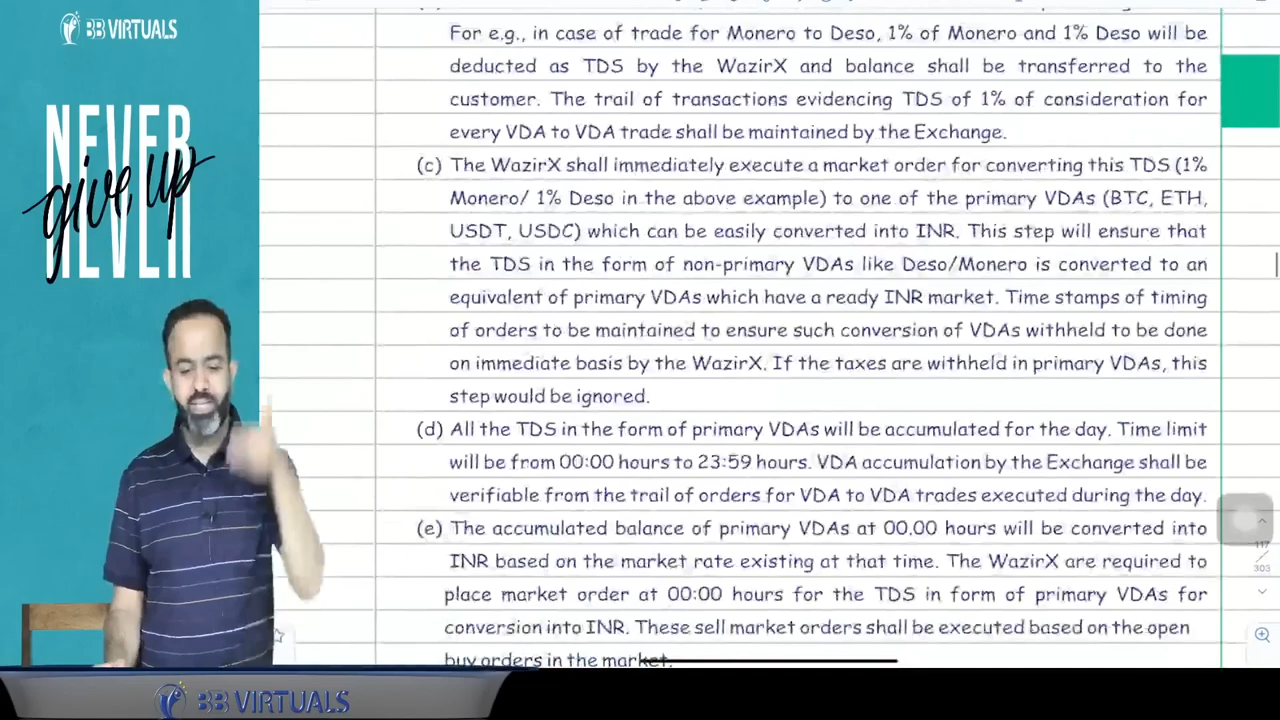 BB VIRTUALS
NEVER
give up
NEVER
For e.g., in case of trade for Monero to Deso, 1% of Monero and 1% Deso will be
deducted as TDS by the WazirX and balance shall be transferred to the
customer. The trail of transactions evidencing TDS of 1% of consideration for
every VDA to VDA trade shall be maintained by the Exchange.
(c) The WazirX shall immediately execute a market order for converting this TDS (1%
Monero/ 1% Deso in the above example) to one of the primary VDAs (BTC, ETH,
USDT, USDC) which can be easily converted into INR. This step will ensure that
the TDS in the form of non-primary VDAs like Deso/Monero is converted to an
equivalent of primary VDAs which have a ready INR market. Time stamps of timing
of orders to be maintained to ensure such conversion of VDAs withheld to be done
on immediate basis by the WazirX. If the taxes are withheld in primary VDAs, this
step would be ignored.
(d) All the TDS in the form of primary VDAs will be accumulated for the day. Time limit
will be from 00:00 hours to 23:59 hours. VDA accumulation by the Exchange shall be
verifiable from the trail of orders for VDA to VDA trades executed during the day.
(e) The accumulated balance of primary VDAs at 00.00 hours will be converted into
INR based on the market rate existing at that time. The WazirX are required to
place market order at 00:00 hours for the TDS in form of primary VDAs for
conversion into INR. These sell market orders shall be executed based on the open
buy orders in the market.
117
/
303
BB VIRTUALS